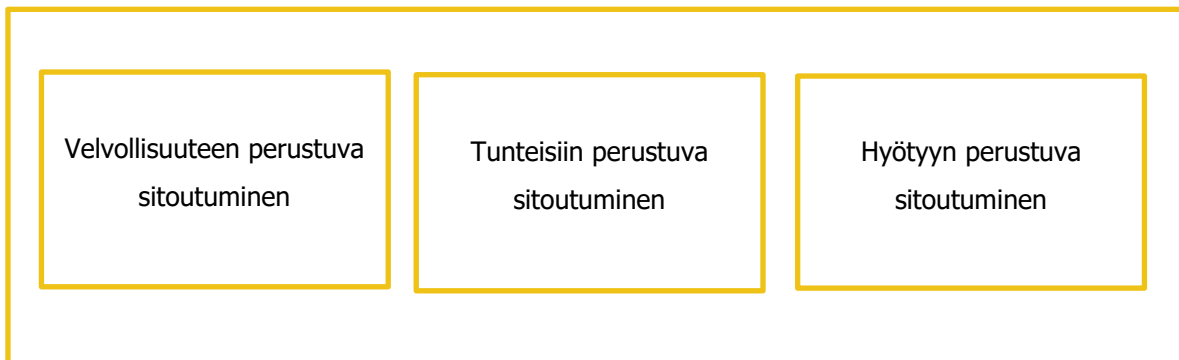 Velvollisuuteen perustuva
sitoutuminen
Tunteisiin perustuva
sitoutuminen
Hyötyyn perustuva
sitoutuminen